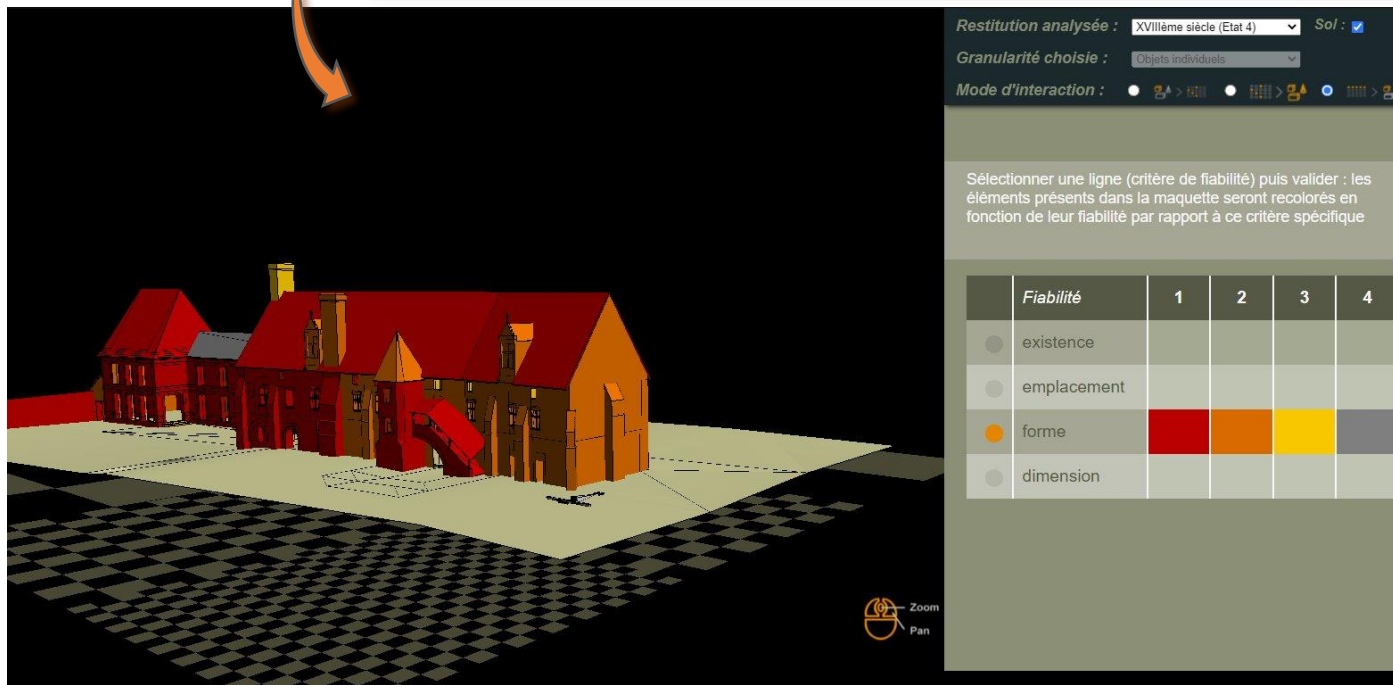 Restitution analysée : XVIIIème siècle (Etat 4) Sol :
Granularité choisie : Objets individuels
Mode d'interaction : > > >
Sélectionner une ligne (critère de fiabilité) puis valider : les
éléments présents dans la maquette seront recolorés en
fonction de leur fiabilité par rapport à ce critère spécifique
Fiabilité 1 2 3 4
existence
emplacement
forme
dimension
Zoom
Pan